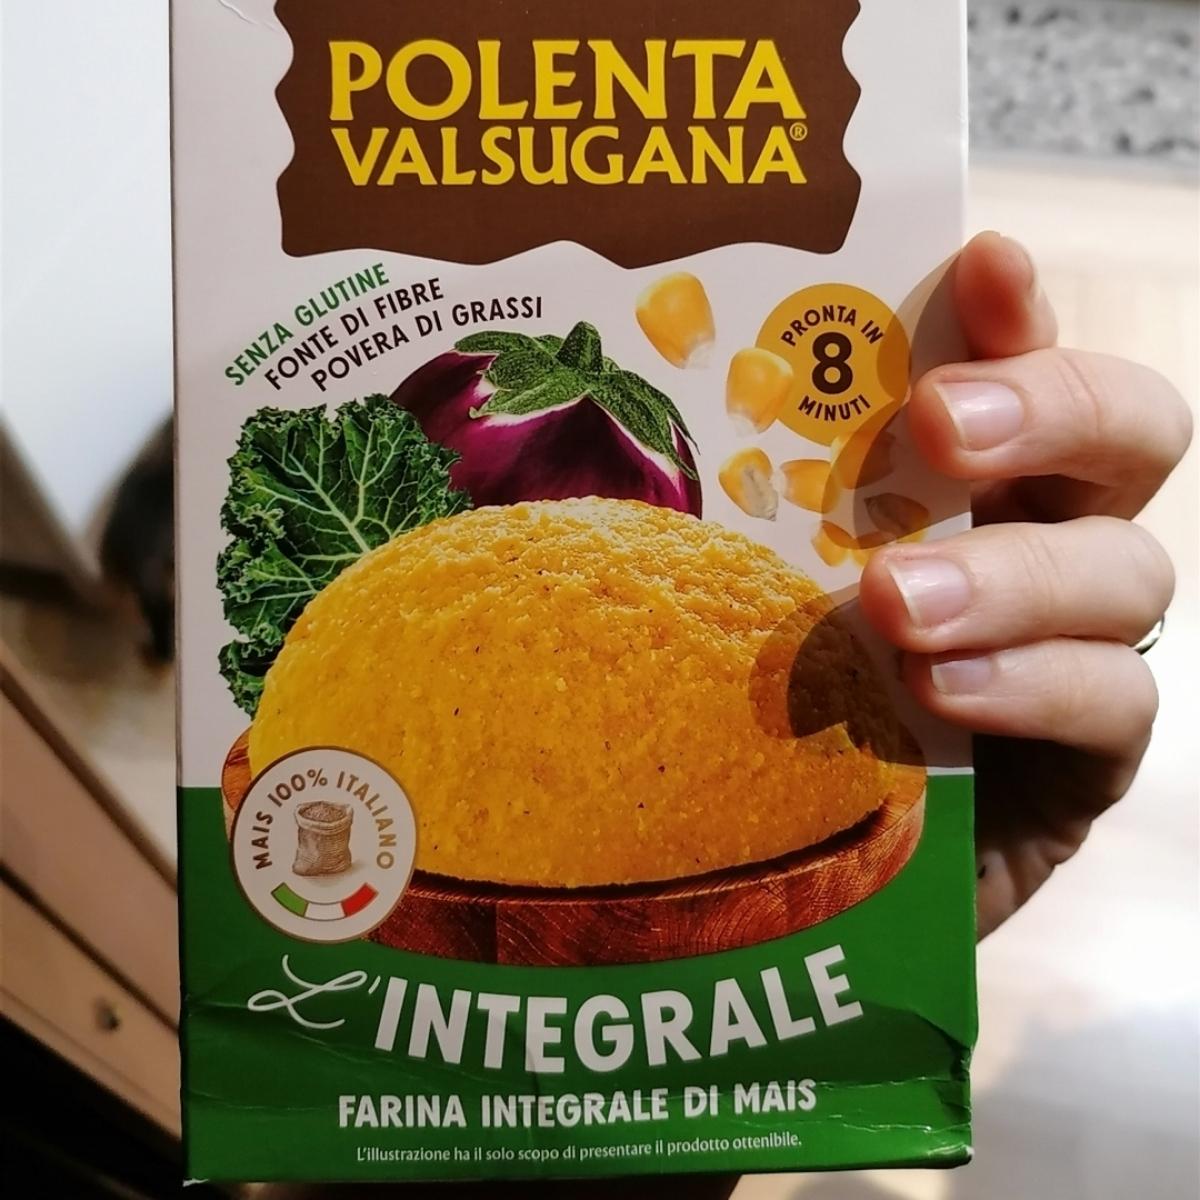 POLENTA
VALSUGANA®
SENZA GLUTINE
FONTE DI FIBRE
POVERA DI GRASSI
PRONTA IN
8
MINUTI
MAIS 100% ITALIANO
L'INTEGRALE
FARINA INTEGRALE DI MAIS
L'illustrazione ha il solo scopo di presentare il prodotto ottenibile.